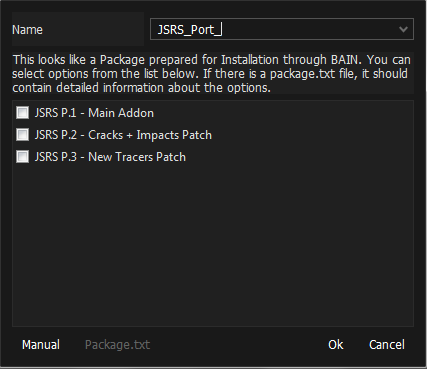 Name JSRS_Port_
This looks like a Package prepared for Installation through BAIN. You can
select options from the list below. If there is a package.txt file, it should
contain detailed information about the options.
JSRS P.1 - Main Addon
JSRS P.2 - Cracks + Impacts Patch
JSRS P.3 - New Tracers Patch
Manual Package.txt Ok Cancel